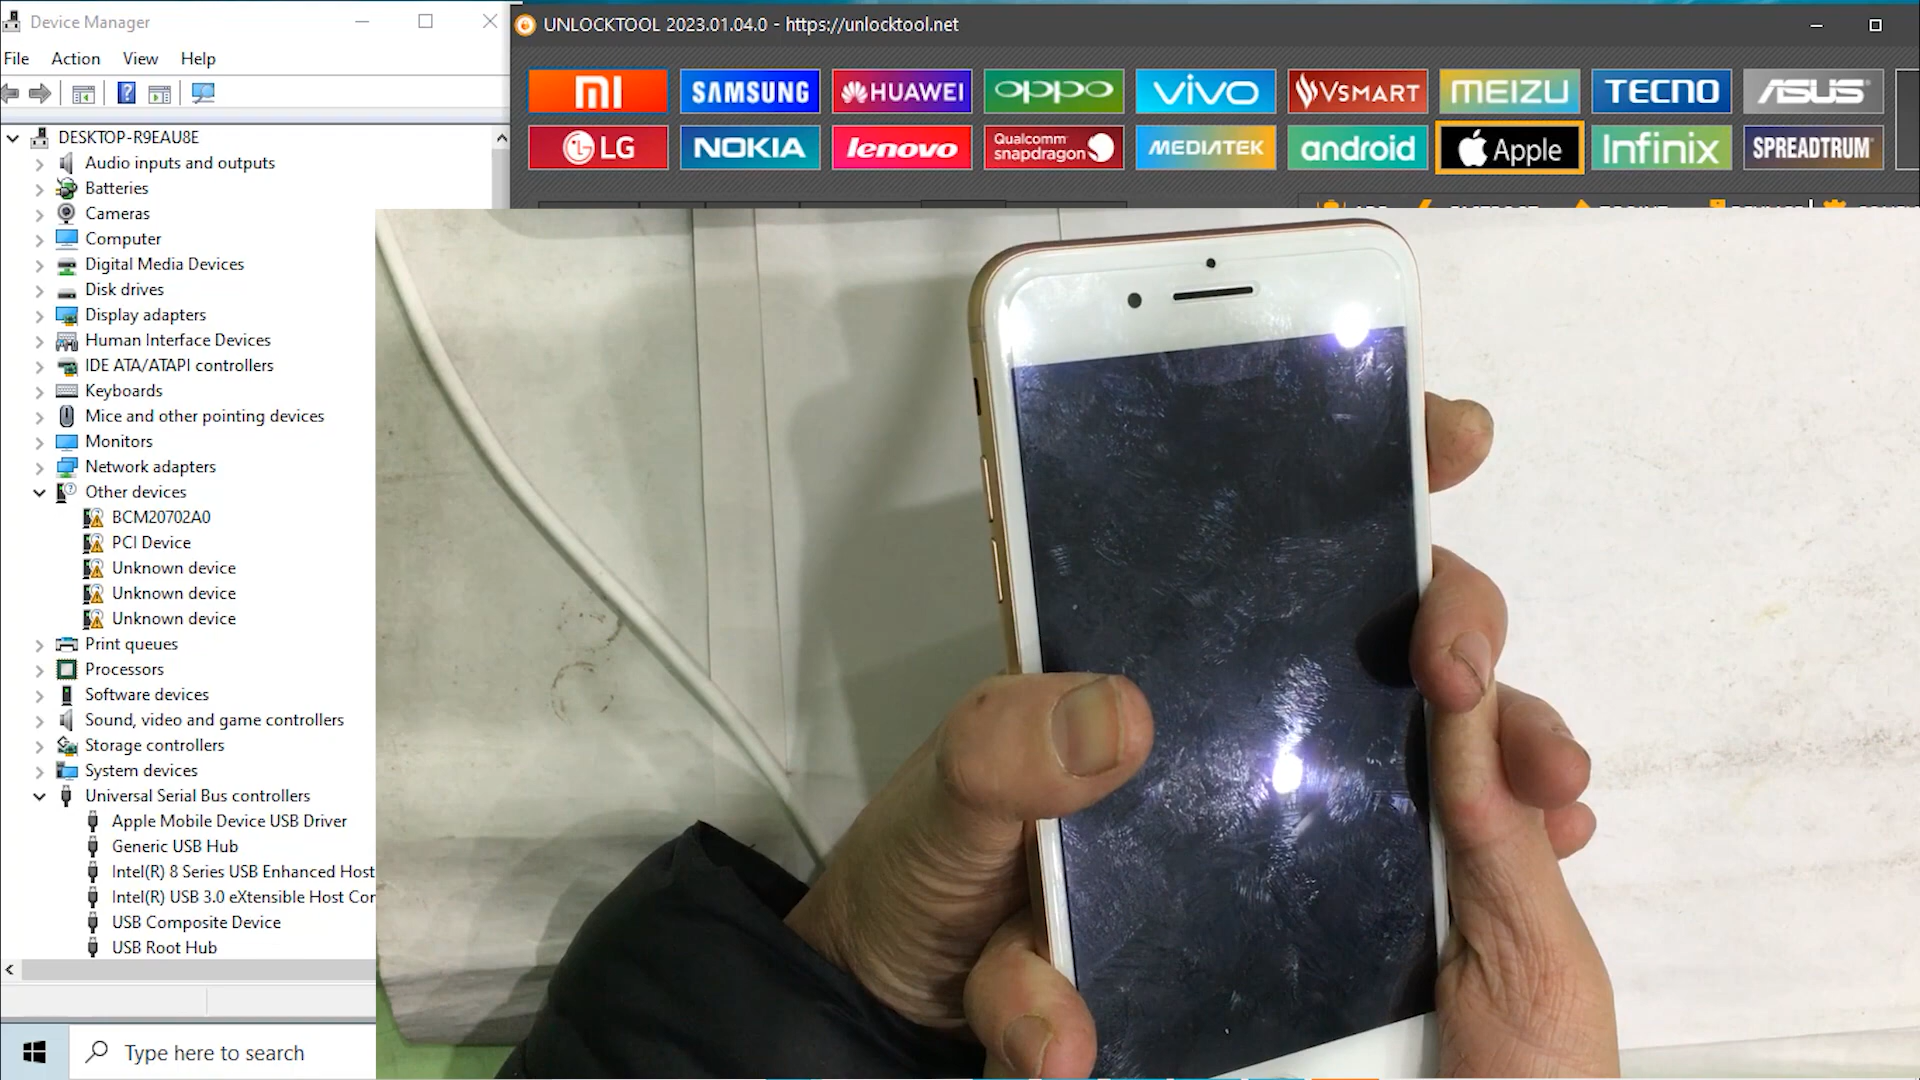 Device Manager
File Action View Help
DESKTOP-R9EAU8E
Audio inputs and outputs
Batteries
Cameras
Computer
Digital Media Devices
Disk drives
Display adapters
Human Interface Devices
IDE ATA/ATAPI controllers
Keyboards
Mice and other pointing devices
Monitors
Network adapters
Other devices
BCM20702A0
PCI Device
Unknown device
Unknown device
Unknown device
Print queues
Processors
Software devices
Sound, video and game controllers
Storage controllers
System devices
Universal Serial Bus controllers
Apple Mobile Device USB Driver
Generic USB Hub
Intel(R) 8 Series USB Enhanced Host
Intel(R) USB 3.0 eXtensible Host Cor
USB Composite Device
USB Root Hub
Type here to search
UNLOCKTOOL 2023.01.04.0 - https://unlocktool.net
MI SAMSUNG HUAWEI oppo vivo VSMART MEIZU TECNO ASUS
LG NOKIA lenovo Qualcomm snapdragon MEDIATEK android Apple Infinix SPREADTRUM